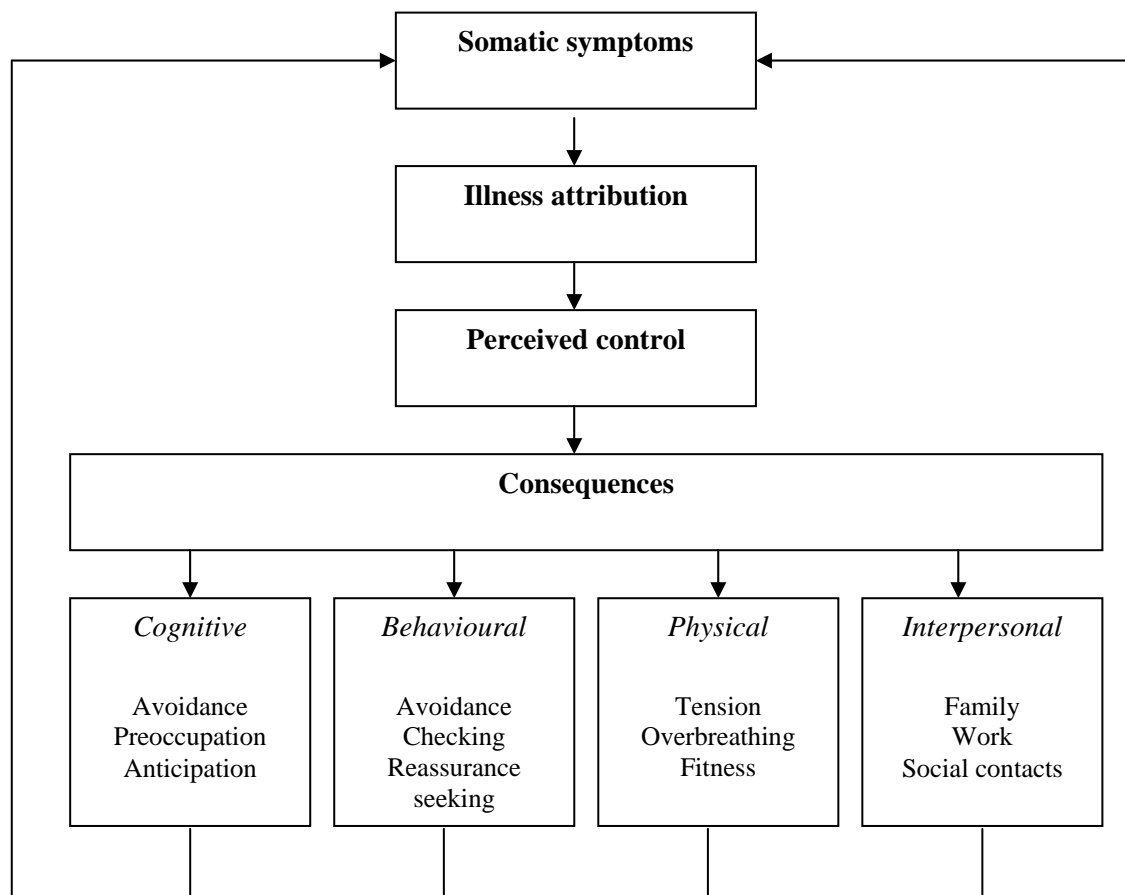 Somatic symptoms
Illness attribution
Perceived control
Consequences
Cognitive
Avoidance
Preoccupation
Anticipation
Behavioural
Avoidance
Checking
Reassurance
seeking
Physical
Tension
Overbreathing
Fitness
Interpersonal
Family
Work
Social contacts